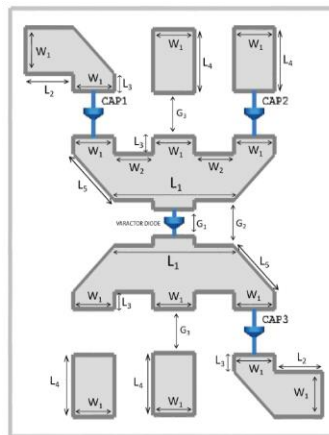 W1 W1 W1
W1 L3 L4 L4
L2 CAP1 CAP2
G3
W1 L3 W1 W1
W2 W2
L5 L1
VARACTOR DIODE G1 G2
L1 L5
W1 L3 W1 W1
G3 CAP3
L4 L4 L3 W1 L2
W1 W1 W1